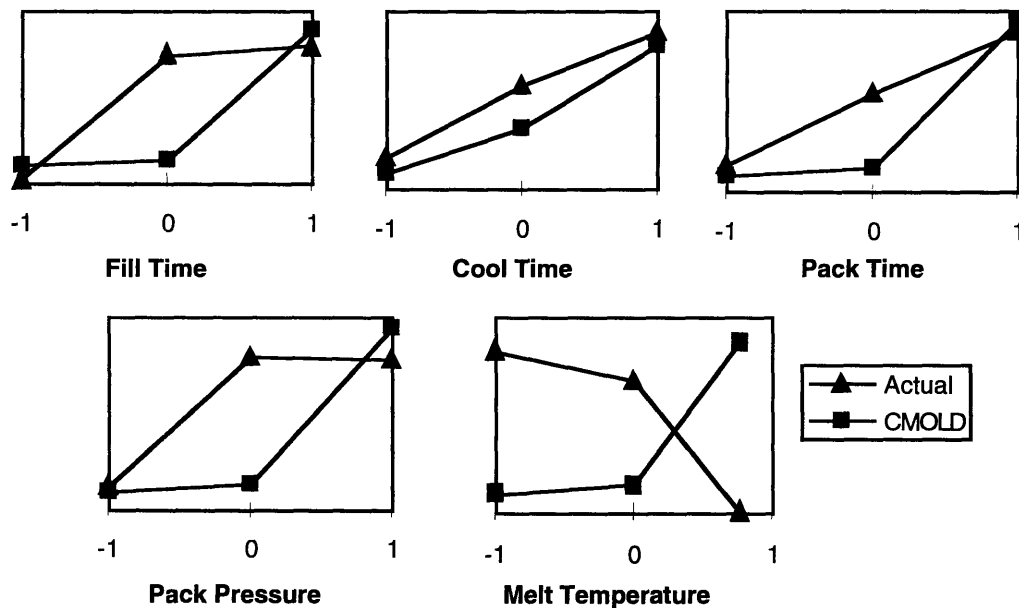 -1 0 1
Fill Time
-1 0 1
Cool Time
-1 0 1
Pack Time
-1 0 1
Pack Pressure
-1 0 1
Melt Temperature
Actual
CMOLD